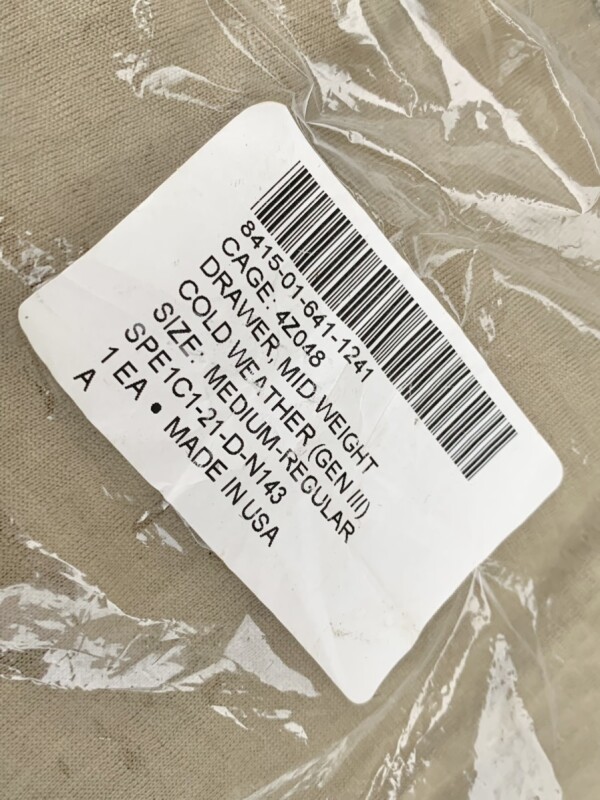 8415-01-641-1241
CAGE: 4Z048
DRAWER, MID WEIGHT
COLD WEATHER (GEN III)
SIZE: MEDIUM-REGULAR
SPE1C1-21-D-N143
1 EA • MADE IN USA
A